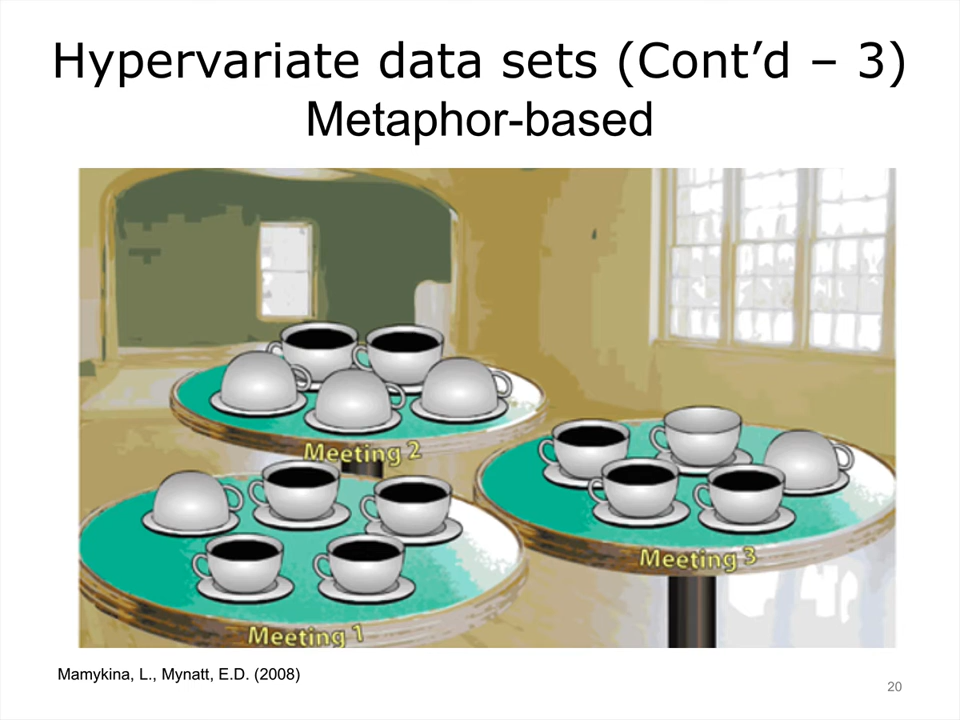 Hypervariate data sets (Cont’d – 3)
Metaphor-based
Meeting 2
Meeting 3
Meeting 1
Mamykina, L., Mynatt, E.D. (2008)
20